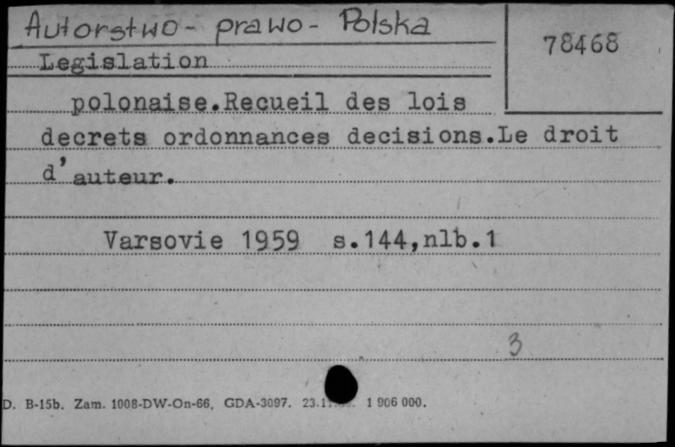 Autorstwo - prawo - Polska
78468
Legislation
polonaise.Recueil des lois
decrets ordonnances decisions.Le droit
d'auteur.
Varsovie 1959 s.144,nlb.1
3
D. B-15b. Zam. 1008-DW-On-66, GDA-3097. 1 906 000.